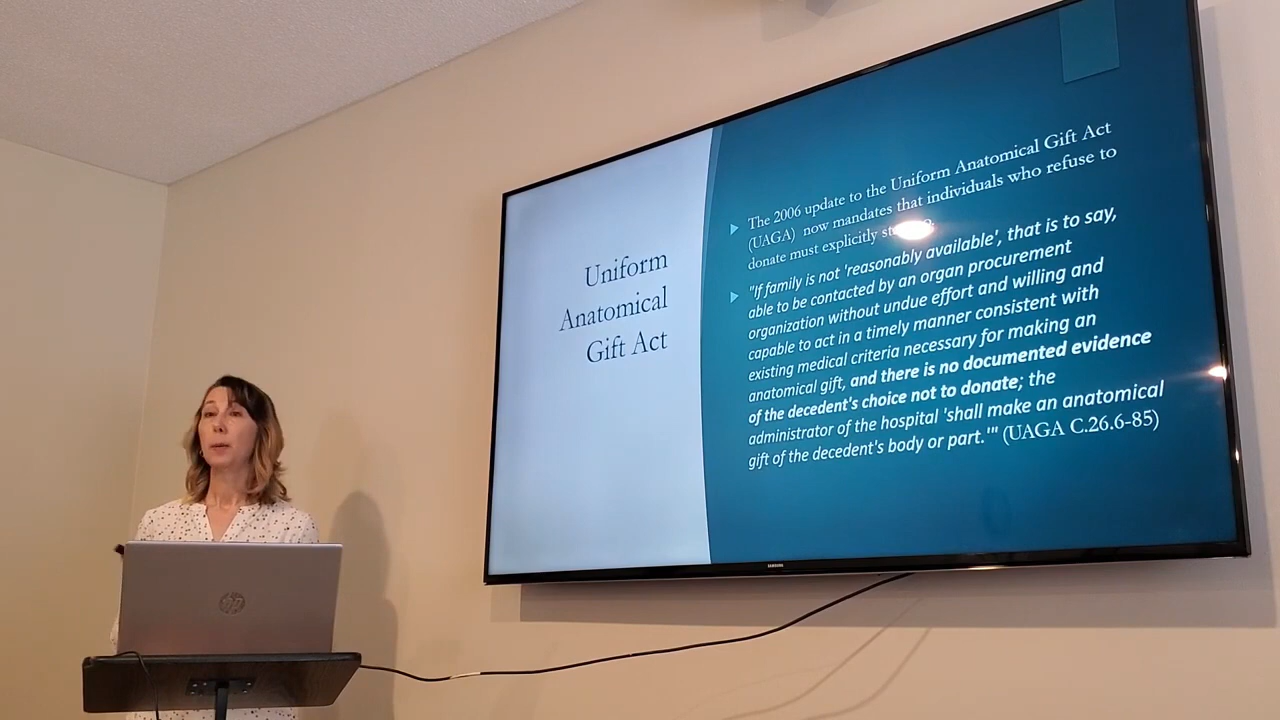 Uniform
Anatomical
Gift Act
The 2006 update to the Uniform Anatomical Gift Act
(UAGA) now mandates that individuals who refuse to
donate must explicitly
"If family is not 'reasonably available', that is to say,
able to be contacted by an organ procurement
organization without undue effort and willing and
capable to act in a timely manner consistent with
existing medical criteria necessary for making an
anatomical gift, and there is no documented evidence
of the decedent's choice not to donate; the
administrator of the hospital 'shall make an anatomical
gift of the decedent's body or part.'" (UAGA C.26.6-85)
SAMSUNG
hp